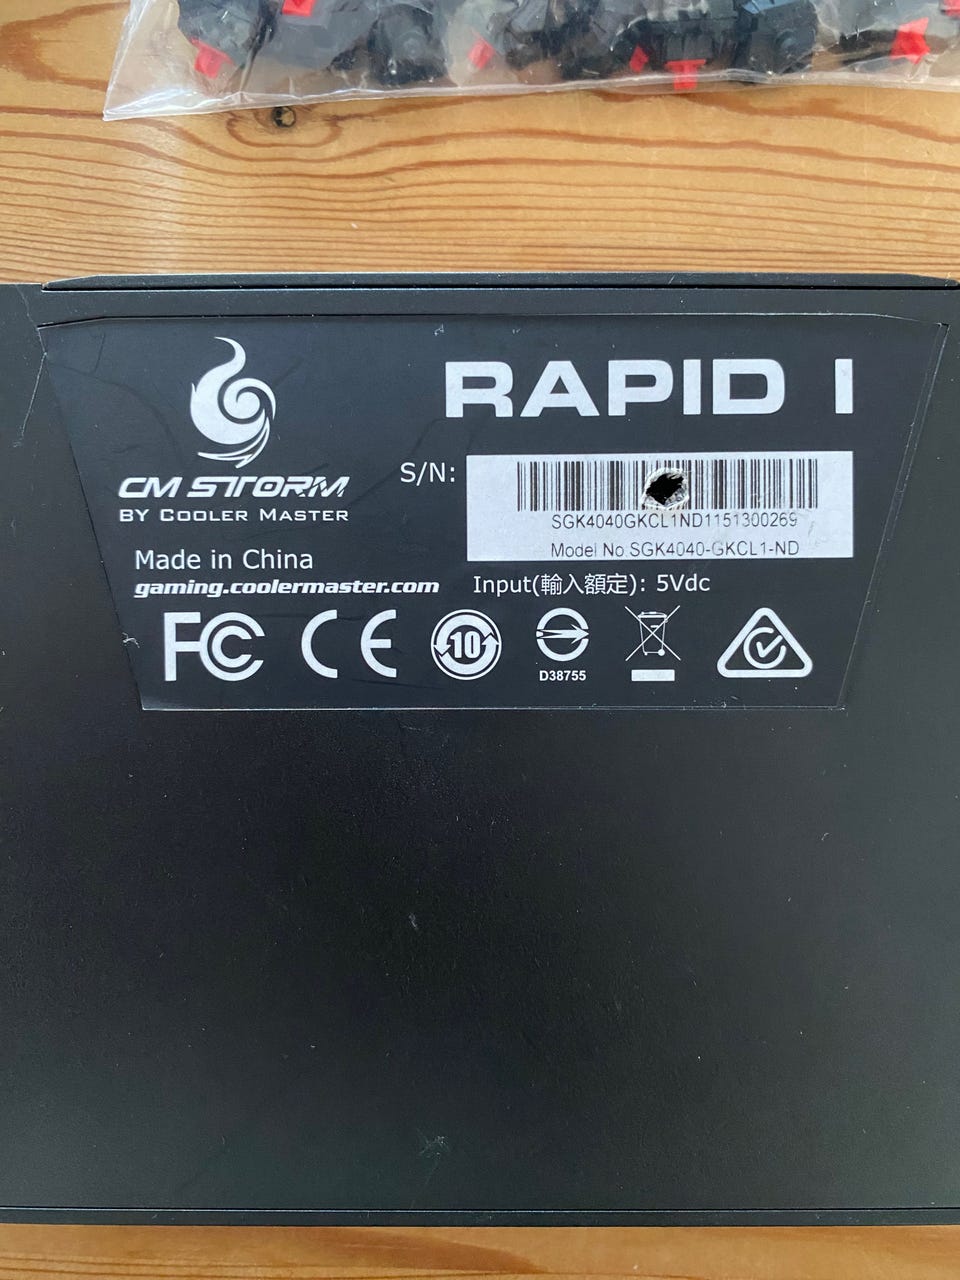 RAPID I
CM STORM
BY COOLER MASTER
S/N:
SGK4040GKCL1ND1151300269
Model No.SGK4040-GKCL1-ND
Made in China
gaming.coolermaster.com
Input(輸入額定): 5Vdc
FC CE 10
D38755